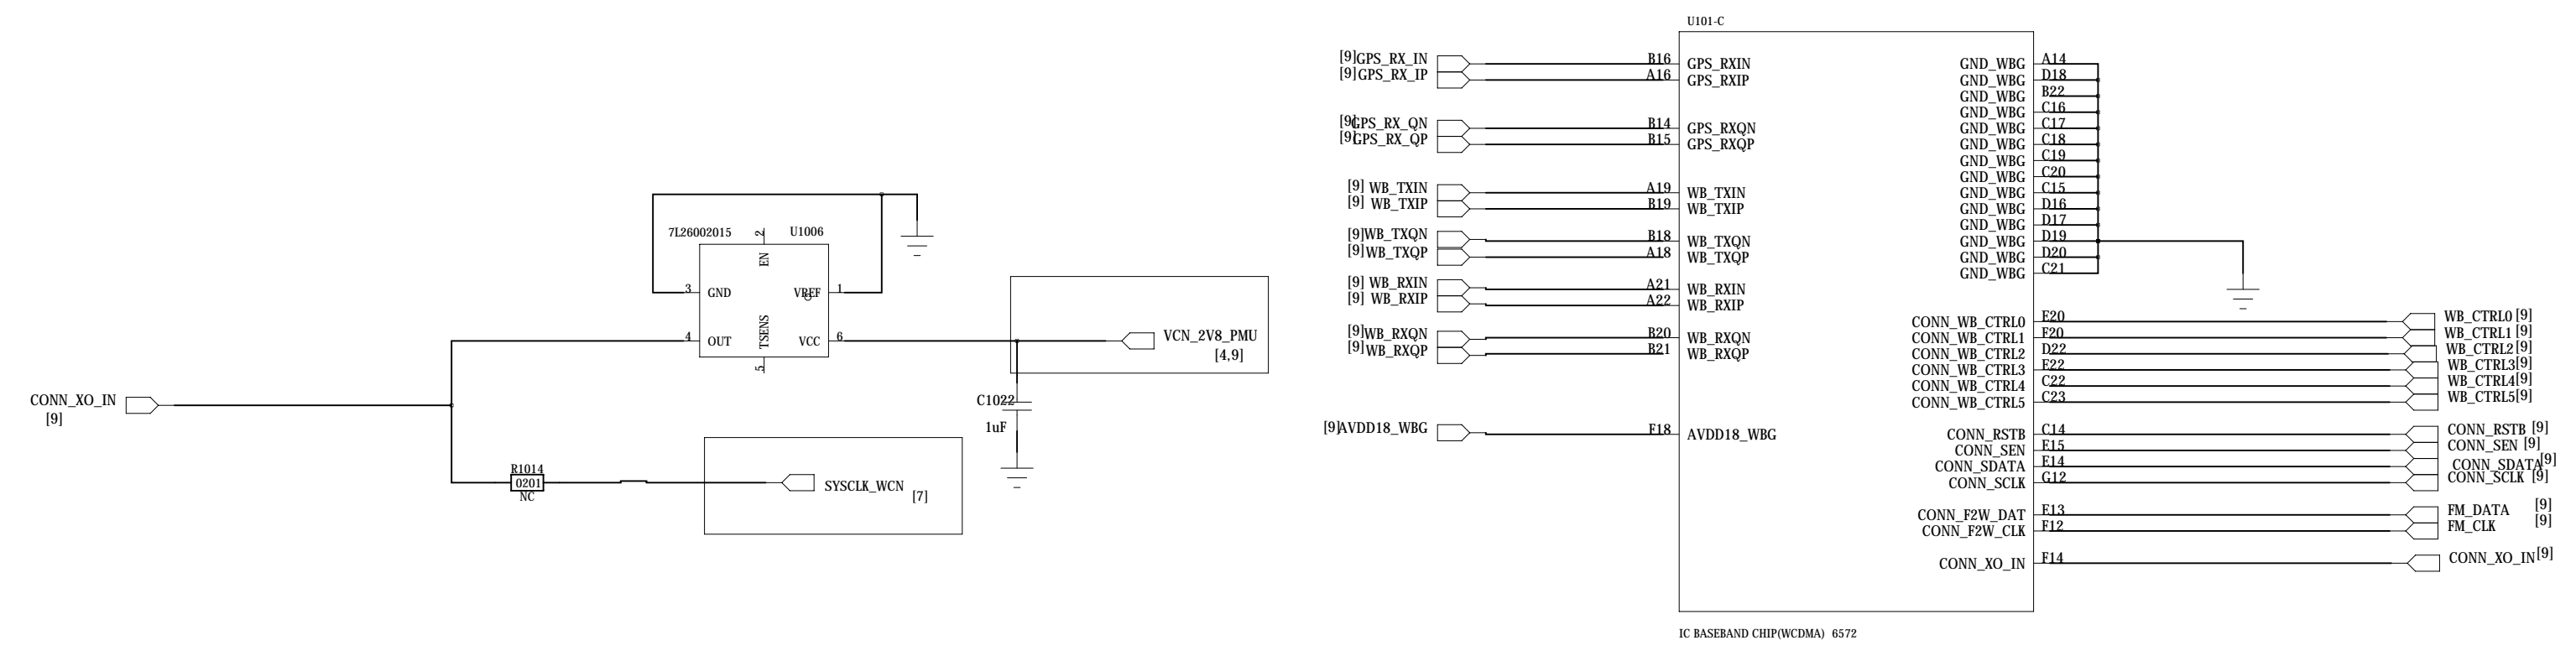 U101-C
[9]GPS_RX_IN B16 GPS_RXIN GND_WBG A14
[9]GPS_RX_IP A16 GPS_RXIP GND_WBG D18
GND_WBG B22
GND_WBG C16
[9]GPS_RX_QN B14 GPS_RXQN GND_WBG C17
[9]GPS_RX_QP B15 GPS_RXQP GND_WBG C18
GND_WBG C19
GND_WBG C20
[9] WB_TXIN A19 WB_TXIN GND_WBG C15
[9] WB_TXIP B19 WB_TXIP GND_WBG D16
GND_WBG D17
[9]WB_TXQN B18 WB_TXQN GND_WBG D19
[9]WB_TXQP A18 WB_TXQP GND_WBG D20
GND_WBG C21
[9] WB_RXIN A21 WB_RXIN
[9] WB_RXIP A22 WB_RXIP
CONN_WB_CTRL0 E20 WB_CTRL0 [9]
[9]WB_RXQN B20 WB_RXQN CONN_WB_CTRL1 F20 WB_CTRL1 [9]
[9]WB_RXQP B21 WB_RXQP CONN_WB_CTRL2 D22 WB_CTRL2 [9]
CONN_WB_CTRL3 E22 WB_CTRL3[9]
CONN_WB_CTRL4 C22 WB_CTRL4[9]
CONN_WB_CTRL5 C23 WB_CTRL5[9]
[9]AVDD18_WBG F18 AVDD18_WBG CONN_RSTB C14 CONN_RSTB [9]
CONN_SEN E15 CONN_SEN [9]
CONN_SDATA E14 CONN_SDATA[9]
CONN_SCLK G12 CONN_SCLK [9]
CONN_F2W_DAT E13 FM_DATA [9]
CONN_F2W_CLK F12 FM_CLK [9]
CONN_XO_IN F14 CONN_XO_IN[9]
IC BASEBAND CHIP(WCDMA) 6572
7L26002015 2 U1006
EN
3 GND VREF 1
TSENS
4 OUT VCC 6
5
VCN_2V8_PMU
[4,9]
CONN_XO_IN
[9]
C1022
1uF
R1014
0201
NC
SYSCLK_WCN
[7]